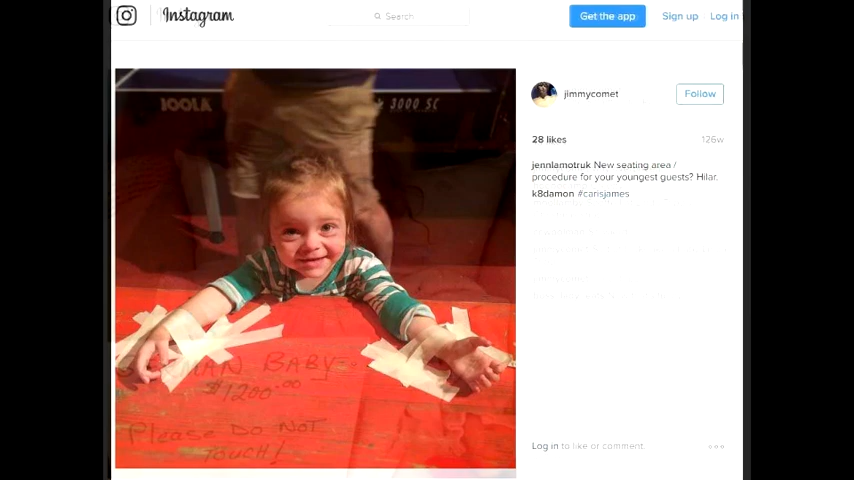 Instagram
Search
Get the app
Sign up
Log in
JOOLA
3000 SC
jimmycomet
Follow
28 likes
126w
jennlamotruk New seating area /
procedure for your youngest guests? Hilar.
k8damon #carisjames
BABY
$1200.00
Please Do NOT
TOUCH!
Log in to like or comment.